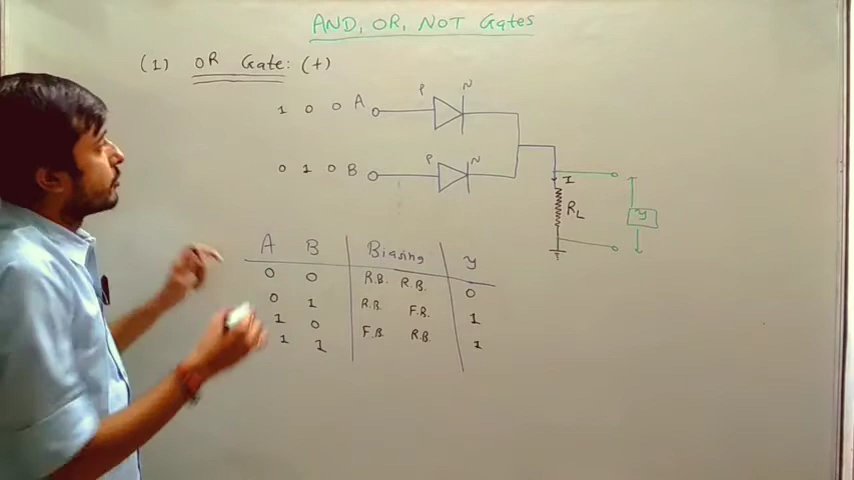 AND, OR, NOT Gates
(1) OR Gate: (+)
1 0 0 A P N
0 1 0 B P N
I
RL
y
A B Biasing y
0 0 R.B. R.B. 0
0 1 R.B. F.B. 1
1 0 F.B. R.B. 1
1 1